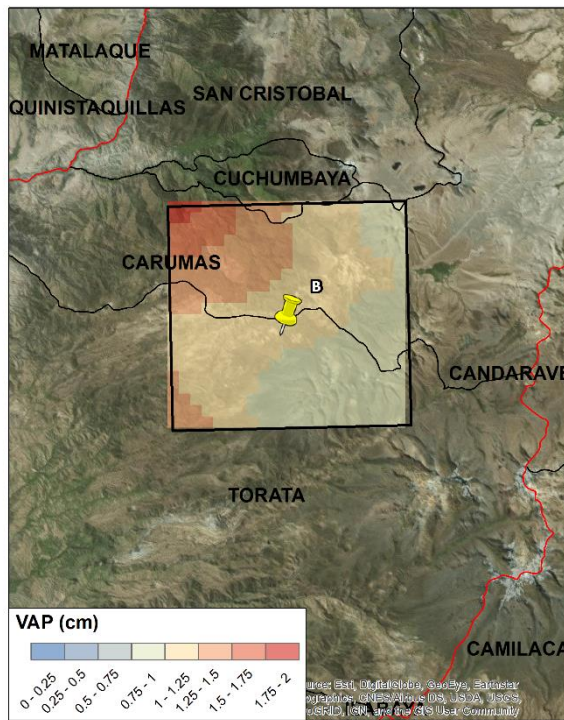 MATALAQUE
QUINISTAQUILLAS
SAN CRISTOBAL
CUCHUMBAYA
CARUMAS
B
CANDARAVE
TORATA
VAP (cm)
0 - 0.25
0.25 - 0.5
0.5 - 0.75
0.75 - 1
1 - 1.25
1.25 - 1.5
1.5 - 1.75
1.75 - 2
CAMILACA
Esri, DigitalGlobe, GeoEye, Earthstar
CNES/Airbus DS, USDA, USGS,
IGN, and the GIS User Community